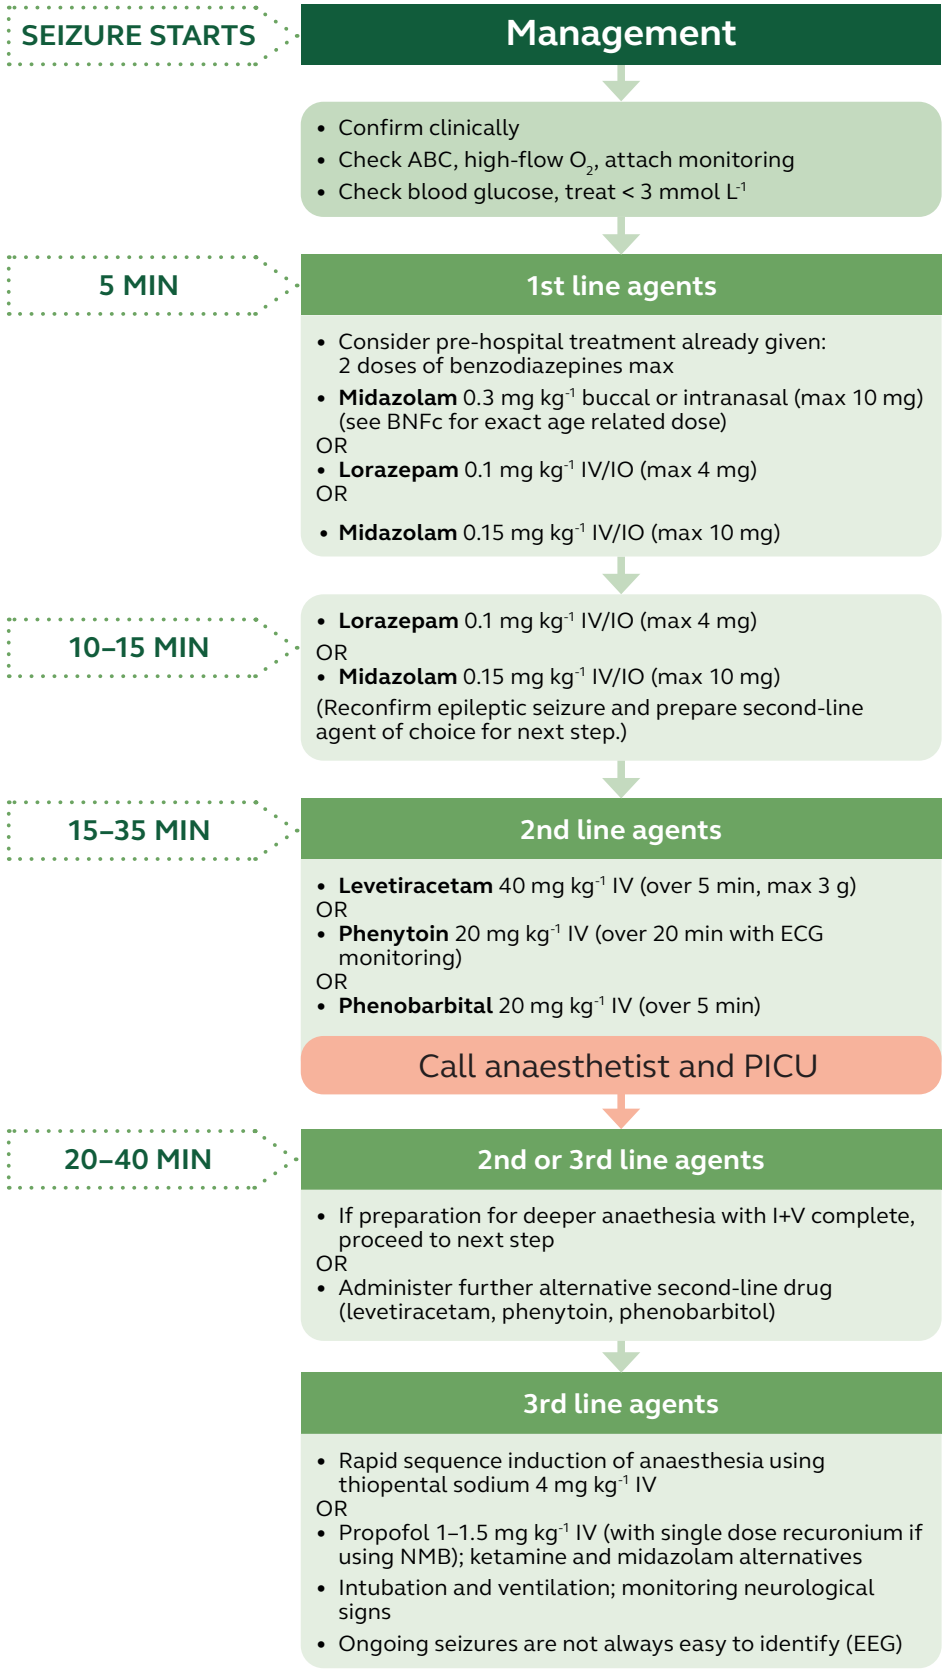 SEIZURE STARTS
Management
• Confirm clinically
• Check ABC, high-flow O₂, attach monitoring
• Check blood glucose, treat < 3 mmol L⁻¹
5 MIN
1st line agents
• Consider pre-hospital treatment already given:
2 doses of benzodiazepines max
• Midazolam 0.3 mg kg⁻¹ buccal or intranasal (max 10 mg)
(see BNFc for exact age related dose)
OR
• Lorazepam 0.1 mg kg⁻¹ IV/IO (max 4 mg)
OR
• Midazolam 0.15 mg kg⁻¹ IV/IO (max 10 mg)
10–15 MIN
• Lorazepam 0.1 mg kg⁻¹ IV/IO (max 4 mg)
OR
• Midazolam 0.15 mg kg⁻¹ IV/IO (max 10 mg)
(Reconfirm epileptic seizure and prepare second-line
agent of choice for next step.)
15–35 MIN
2nd line agents
• Levetiracetam 40 mg kg⁻¹ IV (over 5 min, max 3 g)
OR
• Phenytoin 20 mg kg⁻¹ IV (over 20 min with ECG
monitoring)
OR
• Phenobarbital 20 mg kg⁻¹ IV (over 5 min)
Call anaesthetist and PICU
20–40 MIN
2nd or 3rd line agents
• If preparation for deeper anaethesia with I+V complete,
proceed to next step
OR
• Administer further alternative second-line drug
(levetiracetam, phenytoin, phenobarbitol)
3rd line agents
• Rapid sequence induction of anaesthesia using
thiopental sodium 4 mg kg⁻¹ IV
OR
• Propofol 1–1.5 mg kg⁻¹ IV (with single dose recuronium if
using NMB); ketamine and midazolam alternatives
• Intubation and ventilation; monitoring neurological
signs
• Ongoing seizures are not always easy to identify (EEG)